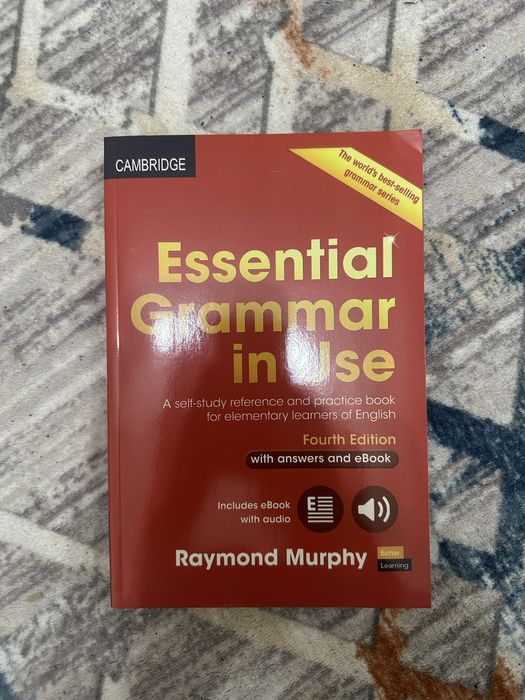 CAMBRIDGE
The world's best-selling
grammar series
Essential
Grammar
in Use
A self-study reference and practice book
for elementary learners of English
Fourth Edition
with answers and eBook
Includes eBook
with audio
E
Raymond Murphy
Better
Learning